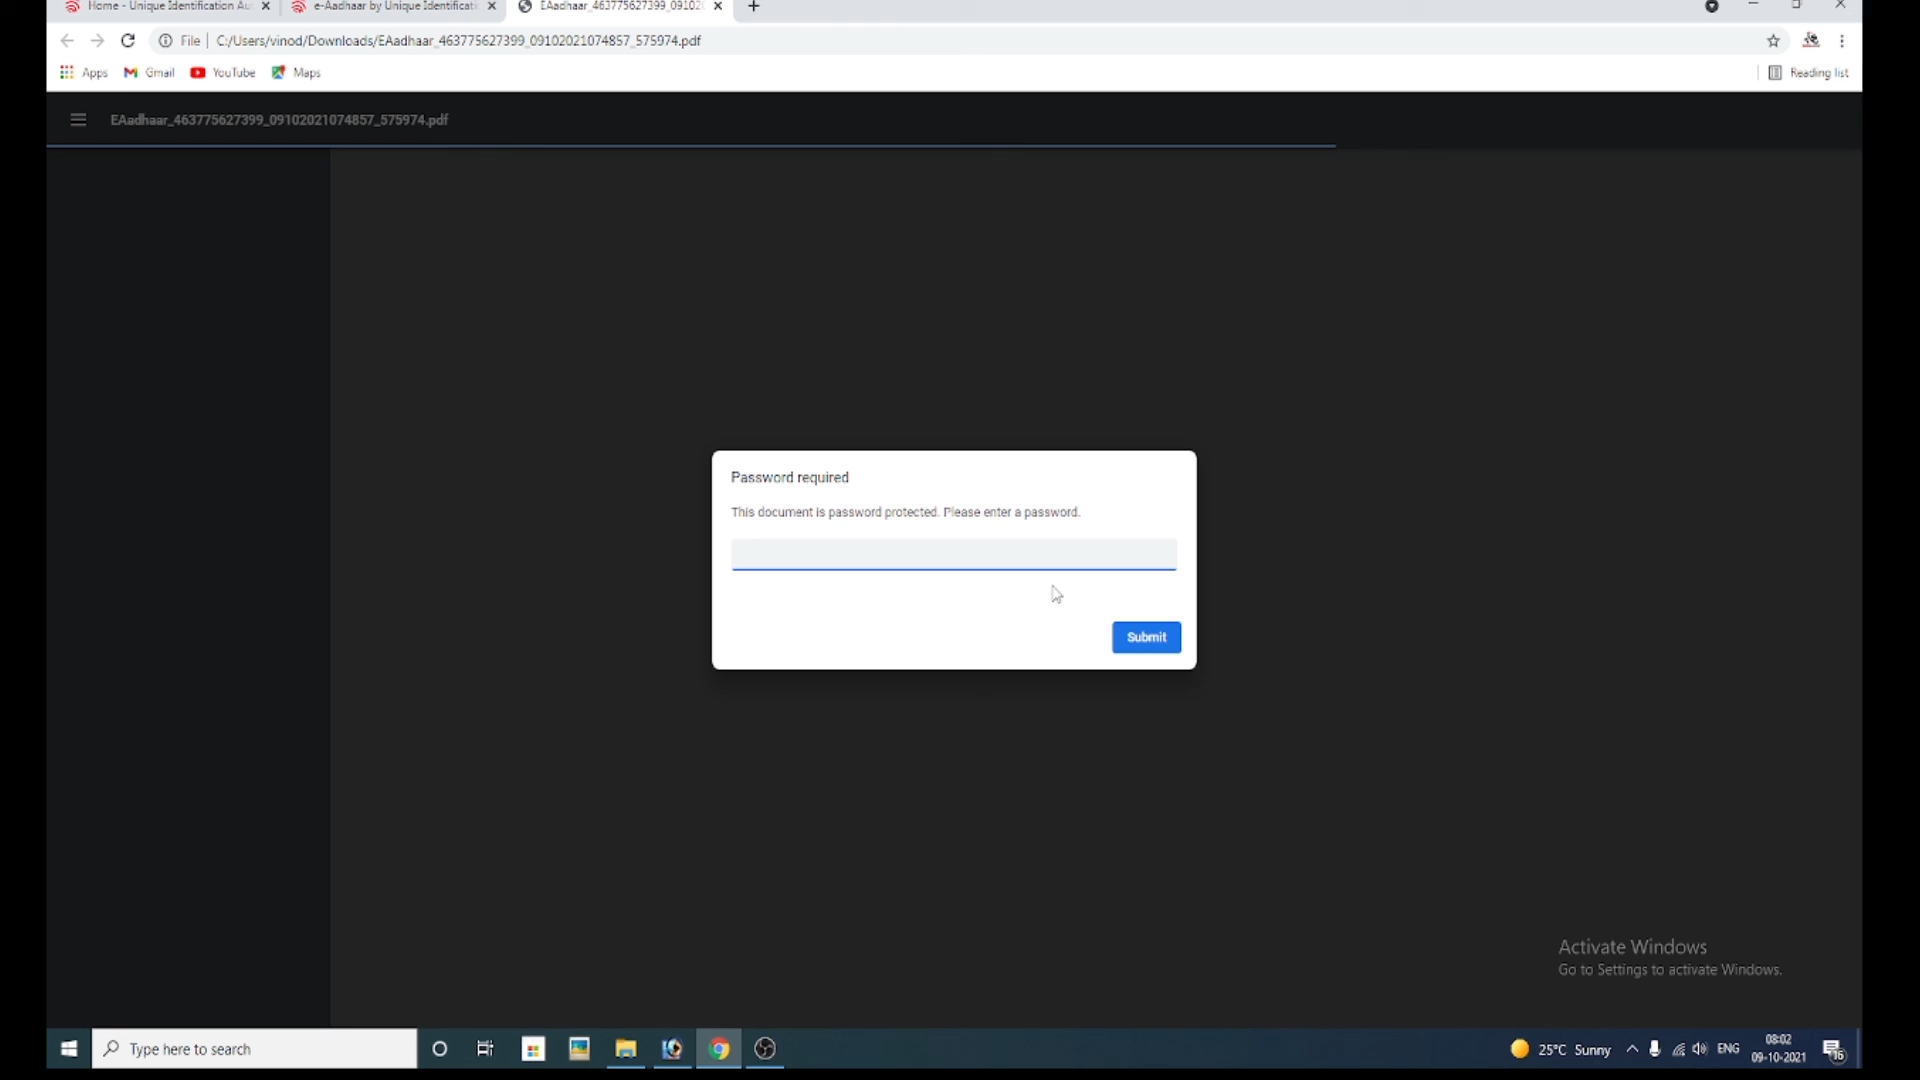 Home - Unique Identification Au
e-Aadhaar by Unique Identificati
EAadhaar_463775627399_09102
File
C:/Users/vinod/Downloads/EAadhaar_463775627399_09102021074857_575974.pdf
Apps
Gmail
YouTube
Maps
Reading list
EAadhaar_463775627399_09102021074857_575974.pdf
Password required
This document is password protected. Please enter a password.
Submit
Activate Windows
Go to Settings to activate Windows.
Type here to search
25°C Sunny
ENG
08:02
09-10-2021
16